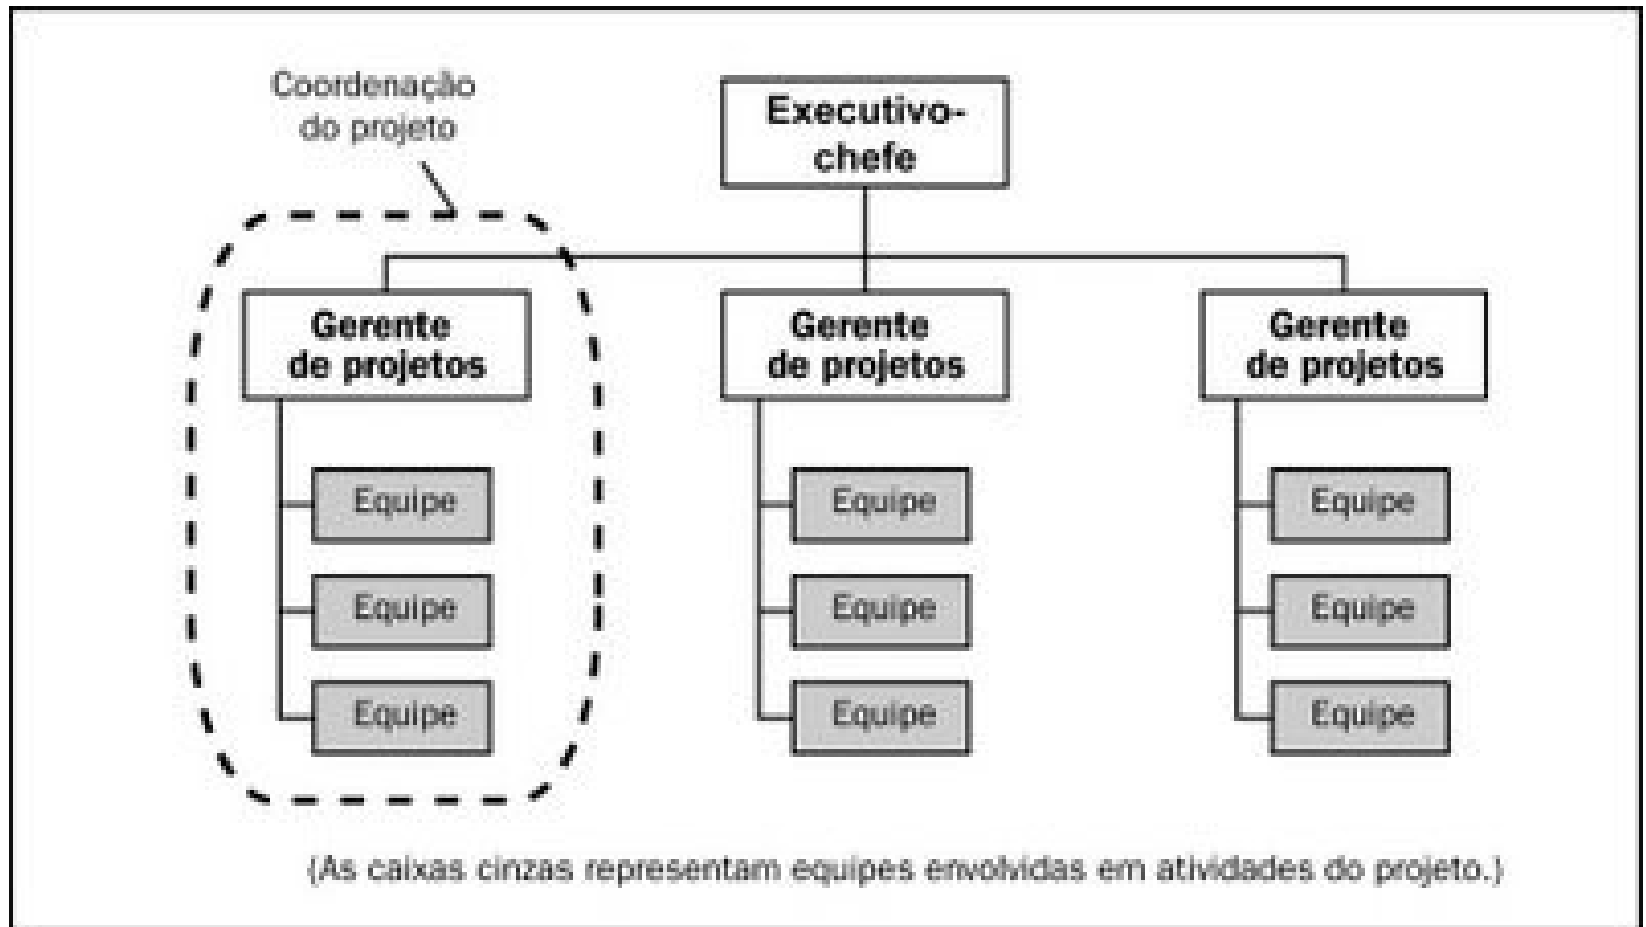 Coordenação
do projeto
Executivo-
chefe
Gerente
de projetos
Gerente
de projetos
Gerente
de projetos
Equipe
Equipe
Equipe
Equipe
Equipe
Equipe
Equipe
Equipe
Equipe
(As caixas cinzas representam equipes envolvidas em atividades do projeto.)